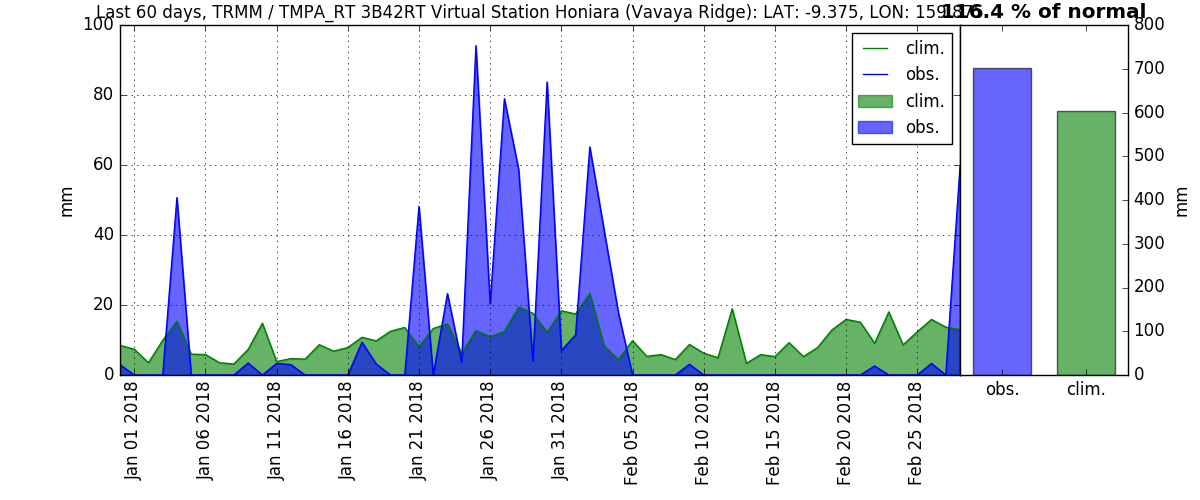 Last 60 days, TRMM / TMPA_RT 3B42RT Virtual Station Honiara (Vavaya Ridge): LAT: -9.375, LON:
116.4 % of normal
100
80
60
40
20
0
mm
clim.
obs.
clim.
obs.
800
700
600
500
400
300
200
100
0
mm
obs.
clim.
Jan 01 2018
Jan 06 2018
Jan 11 2018
Jan 16 2018
Jan 21 2018
Jan 26 2018
Jan 31 2018
Feb 05 2018
Feb 10 2018
Feb 15 2018
Feb 20 2018
Feb 25 2018